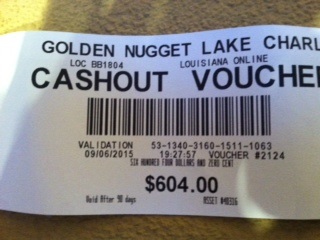 GOLDEN NUGGET LAKE CHARL
LOC BB1804 LOUISIANA ONLINE
CASHOUT VOUCHE
VALIDATION 53-1340-3160-1511-1063
09/06/2015 19:27:57 VOUCHER #2124
SIX HUNDRED FOUR DOLLARS AND ZERO CENT
$604.00
Void After 90 days ASSET